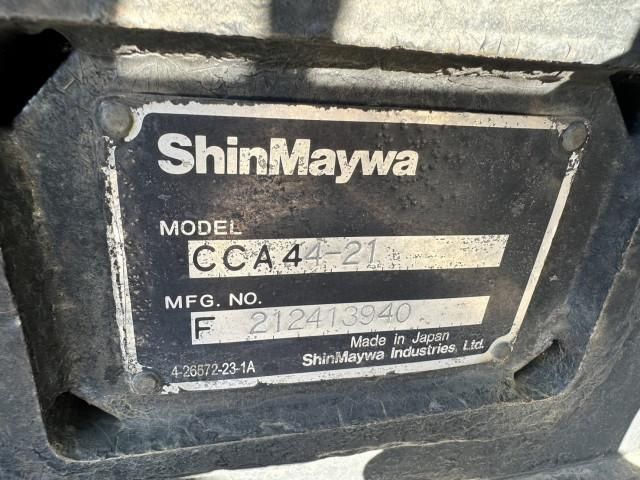 ShinMaywa
MODEL
CCA44-21
MFG. NO.
F 212413940
Made in Japan
4-26572-23-1A ShinMaywa Industries, Ltd.